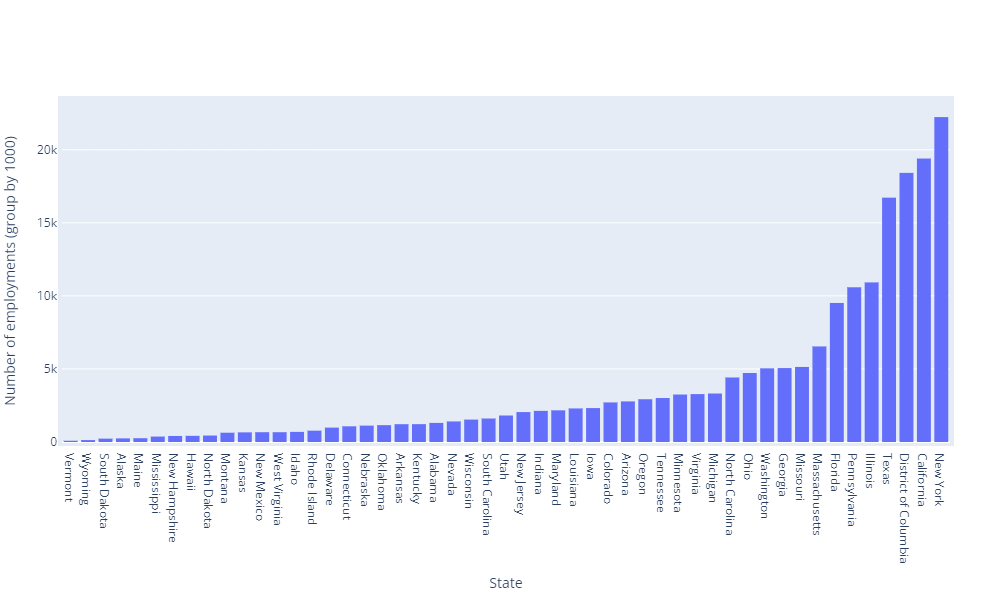 Number of employments (group by 1000)
20k
15k
10k
5k
0
Vermont
Wyoming
South Dakota
Alaska
Maine
Mississippi
New Hampshire
Hawaii
North Dakota
Montana
Kansas
New Mexico
West Virginia
Idaho
Rhode Island
Delaware
Connecticut
Nebraska
Oklahoma
Arkansas
Kentucky
Alabama
Nevada
Wisconsin
South Carolina
Utah
New Jersey
Indiana
Maryland
Louisiana
Iowa
Colorado
Arizona
Oregon
Tennessee
Minnesota
Virginia
Michigan
North Carolina
Ohio
Washington
Georgia
Missouri
Massachusetts
Florida
Pennsylvania
Illinois
Texas
District of Columbia
California
New York
State